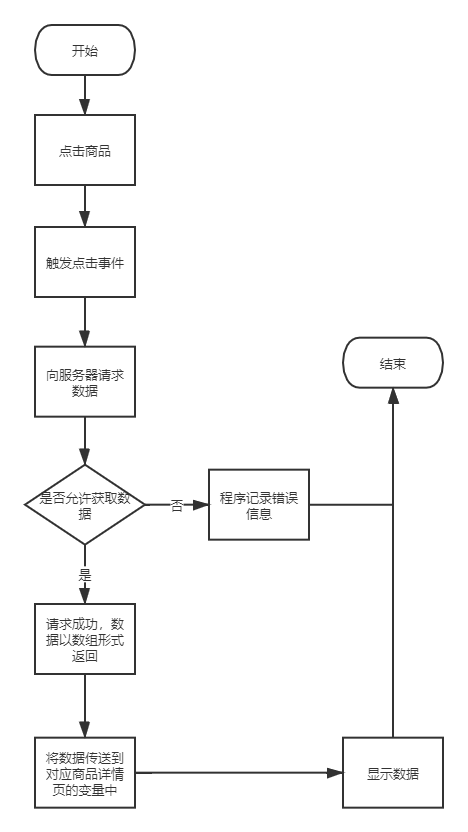 开始
点击商品
触发点击事件
向服务器请求
数据
结束
是否允许获取数
据
否
程序记录错误
信息
是
请求成功，数
据以数组形式
返回
将数据传送到
对应商品详情
页的变量中
显示数据